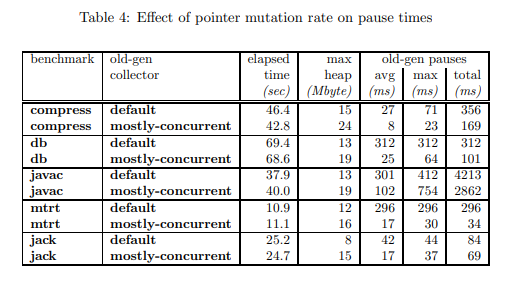 Table 4: Effect of pointer mutation rate on pause times
benchmark old-gen elapsed max old-gen pauses
collector time heap avg max total
(sec) (Mbyte) (ms) (ms) (ms)
compress default 46.4 15 27 71 356
compress mostly-concurrent 42.8 24 8 23 169
db default 69.4 13 312 312 312
db mostly-concurrent 68.6 19 25 64 101
javac default 37.9 13 301 412 4213
javac mostly-concurrent 40.0 19 102 754 2862
mtrt default 10.9 12 296 296 296
mtrt mostly-concurrent 11.1 16 17 30 34
jack default 25.2 8 42 44 84
jack mostly-concurrent 24.7 15 17 37 69